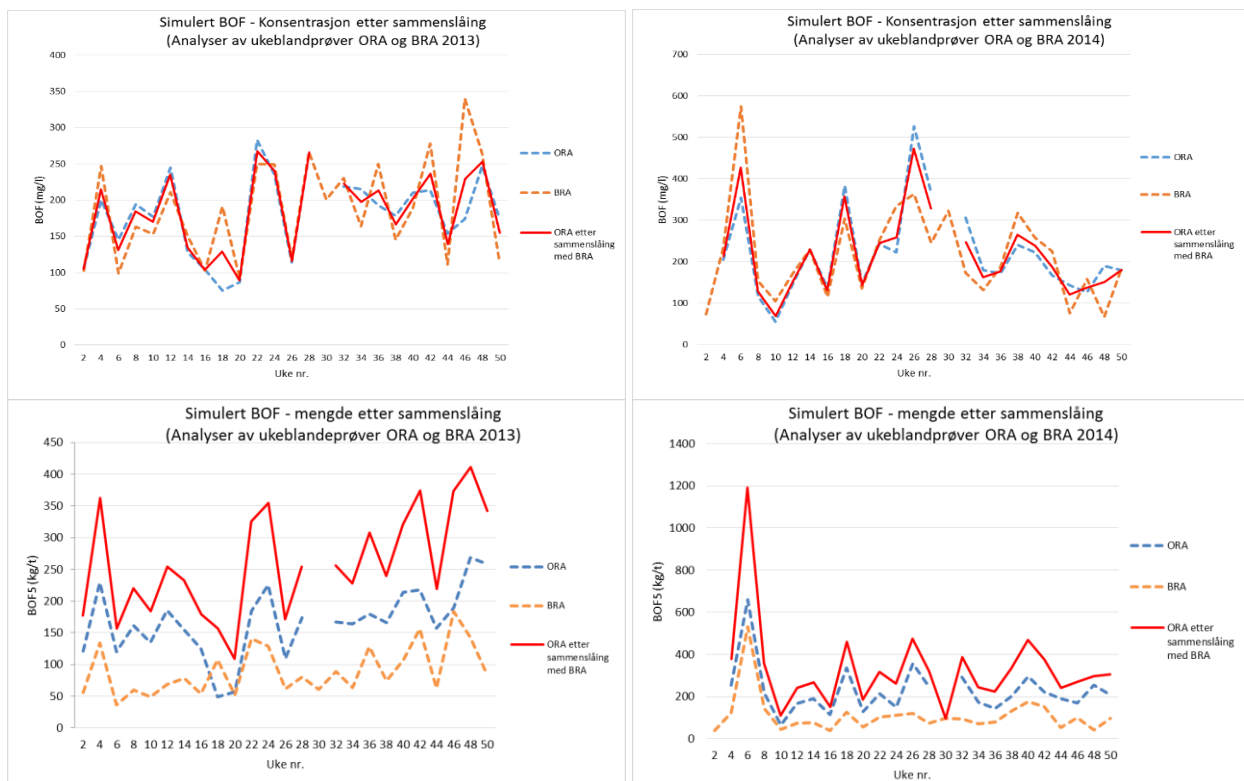 Simulert BOF - Konsentrasjon etter sammenslåing
(Analyser av ukeblandprøver ORA og BRA 2013)
400
350
300
250
200
150
100
50
0
BOF (mg/l)
2 4 6 8 10 12 14 16 18 20 22 24 26 28 30 32 34 36 38 40 42 44 46 48 50
Uke nr.
ORA
BRA
ORA etter
sammenslåing
med BRA
Simulert BOF - Konsentrasjon etter sammenslåing
(Analyser av ukeblandprøver ORA og BRA 2014)
700
600
500
400
300
200
100
0
BOF (mg/l)
2 4 6 8 10 12 14 16 18 20 22 24 26 28 30 32 34 36 38 40 42 44 46 48 50
Uke nr.
ORA
BRA
ORA etter
sammenslåing
med BRA
Simulert BOF - mengde etter sammenslåing
(Analyser av ukeblandeprøver ORA og BRA 2013)
450
400
350
300
250
200
150
100
50
0
BOF5 (kg/t)
2 4 6 8 10 12 14 16 18 20 22 24 26 28 30 32 34 36 38 40 42 44 46 48 50
ORA
BRA
ORA etter
sammenslåing
med BRA
Simulert BOF - mengde etter sammenslåing
(Analyser av ukeblandprøver ORA og BRA 2014)
1400
1200
1000
800
600
400
200
0
BOF5 (kg/t)
2 4 6 8 10 12 14 16 18 20 22 24 26 28 30 32 34 36 38 40 42 44 46 48 50
ORA
BRA
ORA etter
sammenslåing
med BRA